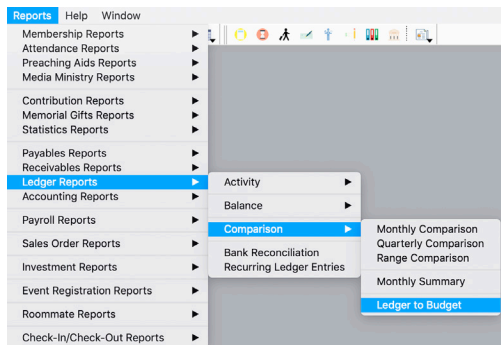 Reports Help Window
Membership Reports
Attendance Reports
Preaching Aids Reports
Media Ministry Reports
Contribution Reports
Memorial Gifts Reports
Statistics Reports
Payables Reports
Receivables Reports
Ledger Reports
Accounting Reports
Payroll Reports
Sales Order Reports
Investment Reports
Event Registration Reports
Roommate Reports
Check-In/Check-Out Reports
Activity
Balance
Comparison
Bank Reconciliation
Recurring Ledger Entries
Monthly Comparison
Quarterly Comparison
Range Comparison
Monthly Summary
Ledger to Budget